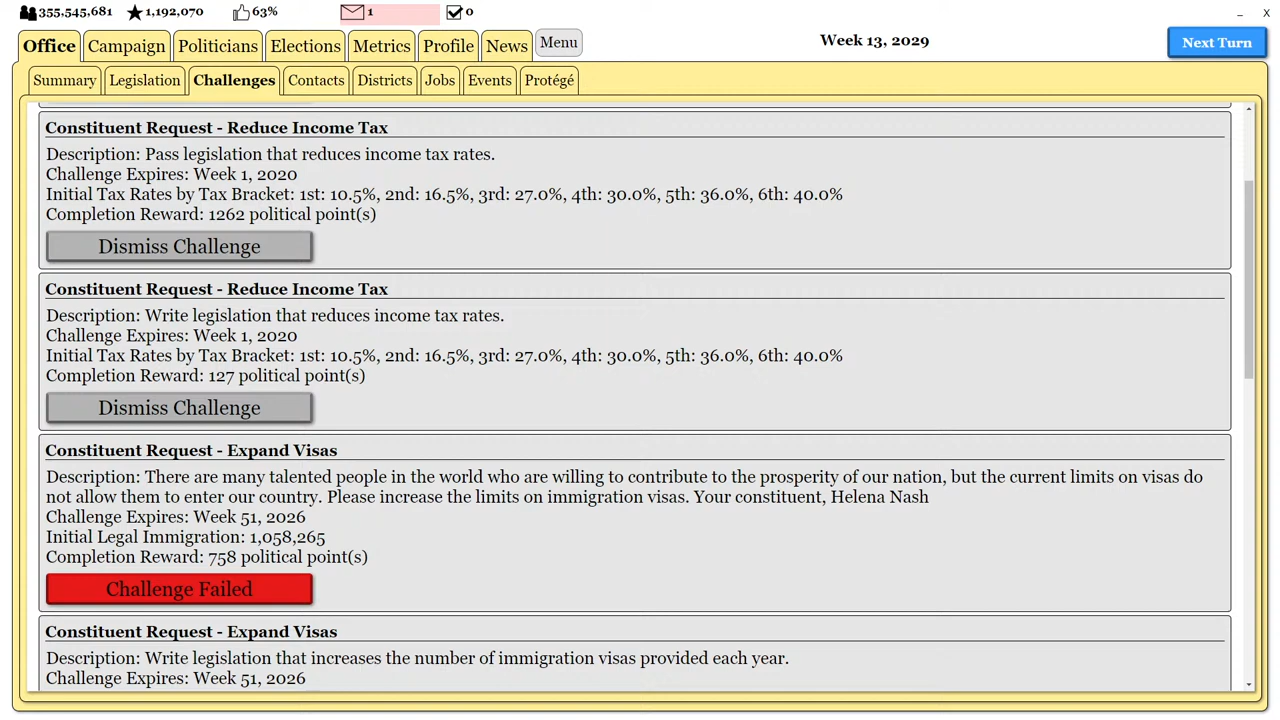 355,545,681 1,192,070 63% 1 0 _ X
Office Campaign Politicians Elections Metrics Profile News Menu Week 13, 2029 Next Turn
Summary Legislation Challenges Contacts Districts Jobs Events Protégé
Constituent Request - Reduce Income Tax
Description: Pass legislation that reduces income tax rates.
Challenge Expires: Week 1, 2020
Initial Tax Rates by Tax Bracket: 1st: 10.5%, 2nd: 16.5%, 3rd: 27.0%, 4th: 30.0%, 5th: 36.0%, 6th: 40.0%
Completion Reward: 1262 political point(s)
Dismiss Challenge
Constituent Request - Reduce Income Tax
Description: Write legislation that reduces income tax rates.
Challenge Expires: Week 1, 2020
Initial Tax Rates by Tax Bracket: 1st: 10.5%, 2nd: 16.5%, 3rd: 27.0%, 4th: 30.0%, 5th: 36.0%, 6th: 40.0%
Completion Reward: 127 political point(s)
Dismiss Challenge
Constituent Request - Expand Visas
Description: There are many talented people in the world who are willing to contribute to the prosperity of our nation, but the current limits on visas do
not allow them to enter our country. Please increase the limits on immigration visas. Your constituent, Helena Nash
Challenge Expires: Week 51, 2026
Initial Legal Immigration: 1,058,265
Completion Reward: 758 political point(s)
Challenge Failed
Constituent Request - Expand Visas
Description: Write legislation that increases the number of immigration visas provided each year.
Challenge Expires: Week 51, 2026